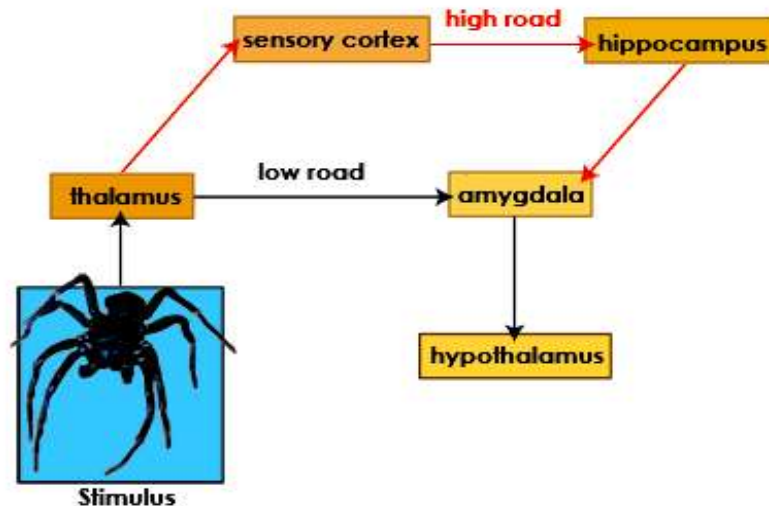 high road
sensory cortex
hippocampus
low road
thalamus
amygdala
hypothalamus
Stimulus